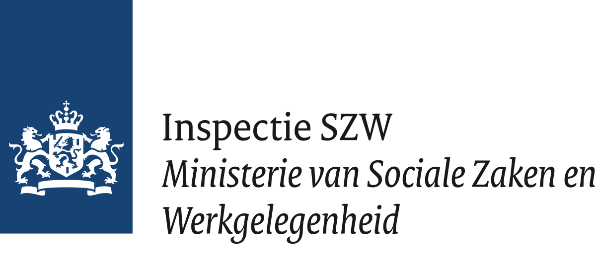 Inspectie SZW
Ministerie van Sociale Zaken en
Werkgelegenheid